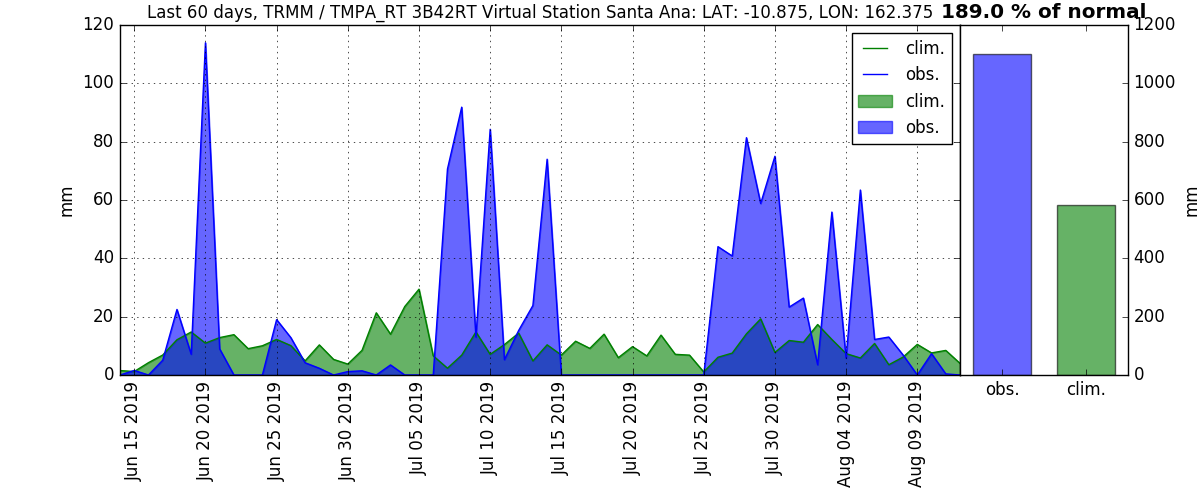 Last 60 days, TRMM / TMPA_RT 3B42RT Virtual Station Santa Ana: LAT: -10.875, LON: 162.375 189.0 % of normal
120
100
80
60
40
20
0
mm
clim.
obs.
clim.
obs.
1200
1000
800
600
400
200
0
mm
Jun 15 2019
Jun 20 2019
Jun 25 2019
Jun 30 2019
Jul 05 2019
Jul 10 2019
Jul 15 2019
Jul 20 2019
Jul 25 2019
Jul 30 2019
Aug 04 2019
Aug 09 2019
obs.
clim.